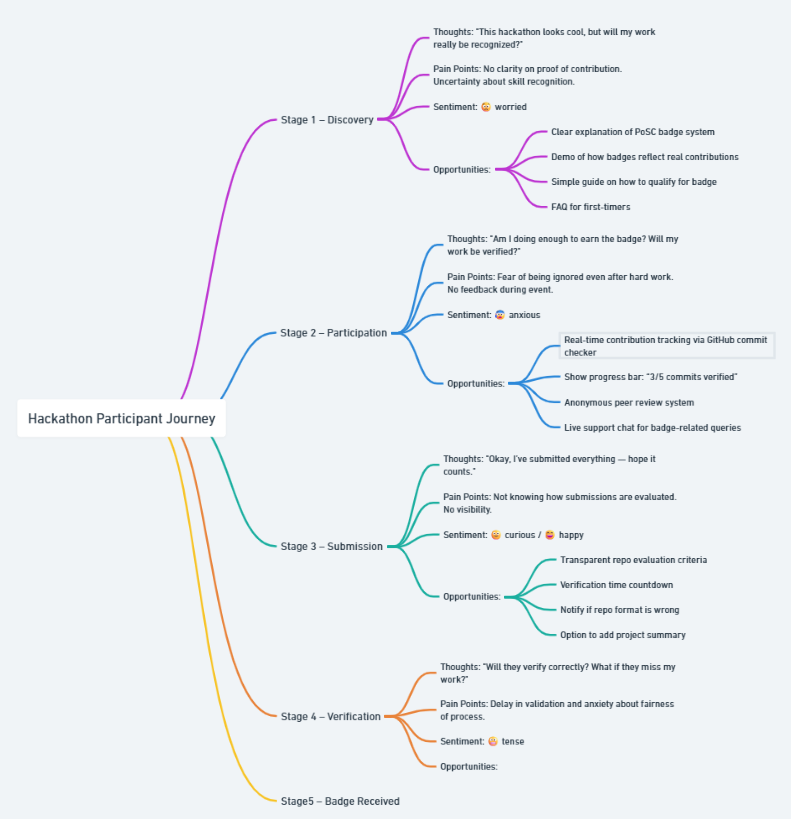 Hackathon Participant Journey
Stage 1 – Discovery
Thoughts: "This hackathon looks cool, but will my work
really be recognized?"
Pain Points: No clarity on proof of contribution.
Uncertainty about skill recognition.
Sentiment: 😟 worried
Opportunities:
Clear explanation of PoSC badge system
Demo of how badges reflect real contributions
Simple guide on how to qualify for badge
FAQ for first-timers
Stage 2 – Participation
Thoughts: "Am I doing enough to earn the badge? Will my
work be verified?"
Pain Points: Fear of being ignored even after hard work.
No feedback during event.
Sentiment: 😰 anxious
Opportunities:
Real-time contribution tracking via GitHub commit
checker
Show progress bar: "3/5 commits verified"
Anonymous peer review system
Live support chat for badge-related queries
Stage 3 – Submission
Thoughts: "Okay, I've submitted everything — hope it
counts."
Pain Points: Not knowing how submissions are evaluated.
No visibility.
Sentiment: 🤔 curious / 😄 happy
Opportunities:
Transparent repo evaluation criteria
Verification time countdown
Notify if repo format is wrong
Option to add project summary
Stage 4 – Verification
Thoughts: "Will they verify correctly? What if they miss my
work?"
Pain Points: Delay in validation and anxiety about fairness
of process.
Sentiment: 😬 tense
Opportunities:
Stage5 – Badge Received